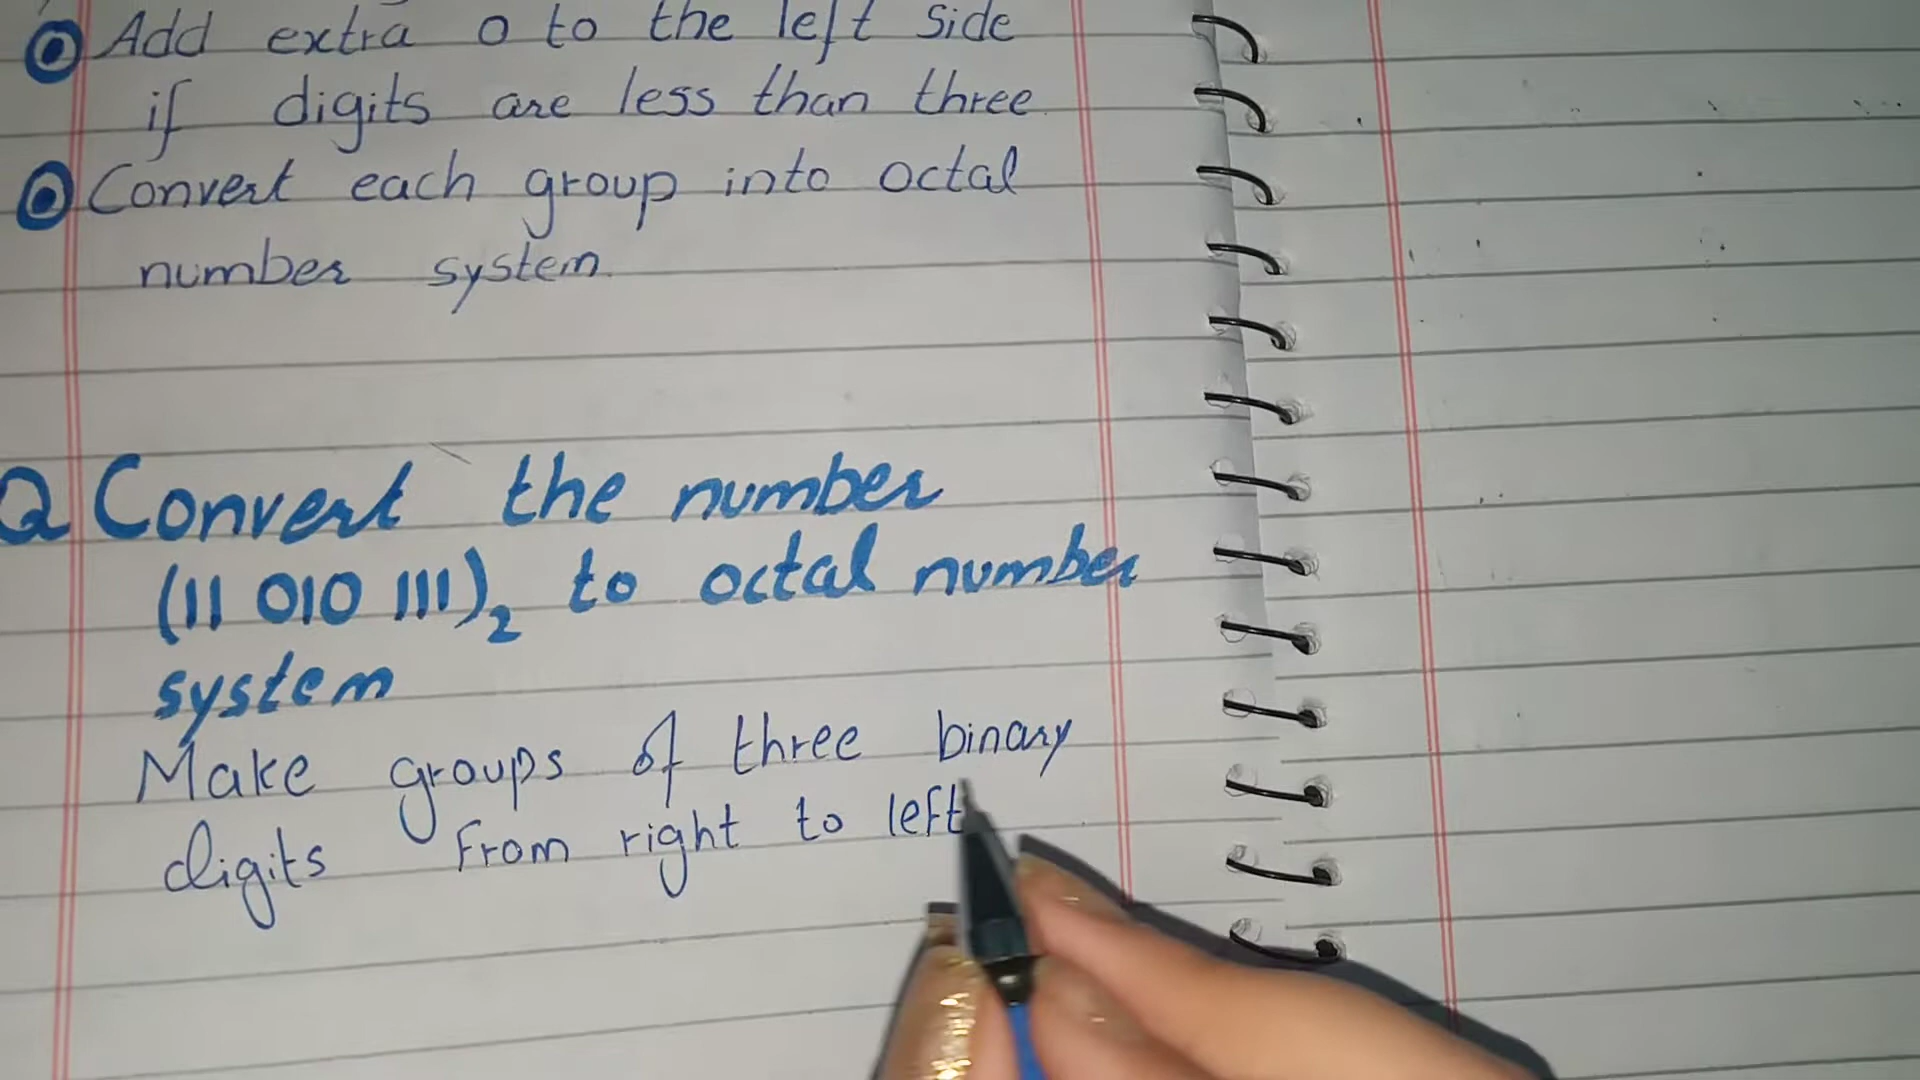 Add extra 0 to the left side
if digits are less than three
Convert each group into octal
number system
Q Convert the number
(11 010 111)₂ to octal number
system
Make groups of three binary
digits From right to left